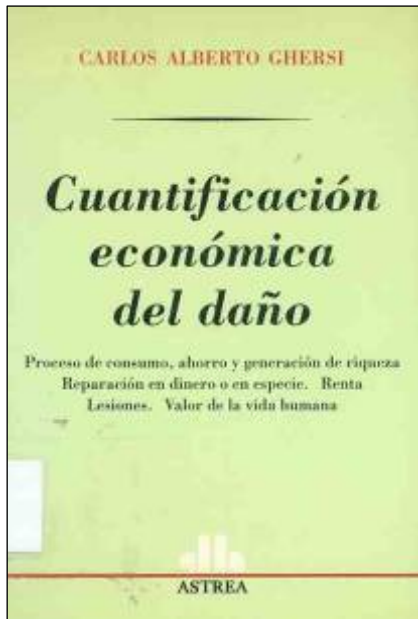 CARLOS ALBERTO GHERSI
Cuantificación
económica
del daño
Proceso de consumo, ahorro y generación de riqueza
Reparación en dinero o en especie. Renta
Lesiones. Valor de la vida humana
ASTREA